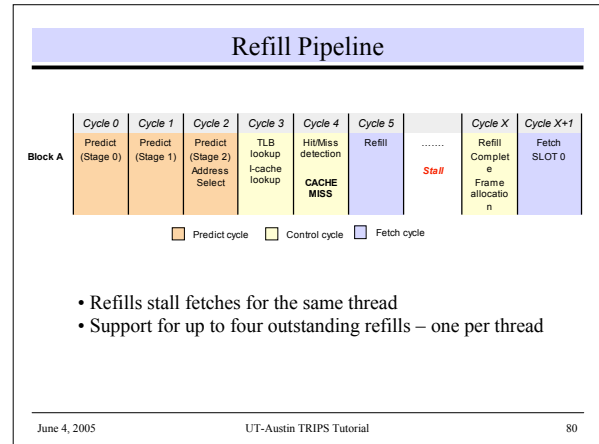 Refill Pipeline
Cycle 0 Cycle 1 Cycle 2 Cycle 3 Cycle 4 Cycle 5 Cycle X Cycle X+1
Block A
Predict
(Stage 0)
Predict
(Stage 1)
Predict
(Stage 2)
Address
Select
TLB
lookup
I-cache
lookup
Hit/Miss
detection
CACHE
MISS
Refill
.......
Stall
Refill
Complet
e
Frame
allocatio
n
Fetch
SLOT 0
Predict cycle Control cycle Fetch cycle
• Refills stall fetches for the same thread
• Support for up to four outstanding refills – one per thread
June 4, 2005 UT-Austin TRIPS Tutorial 80